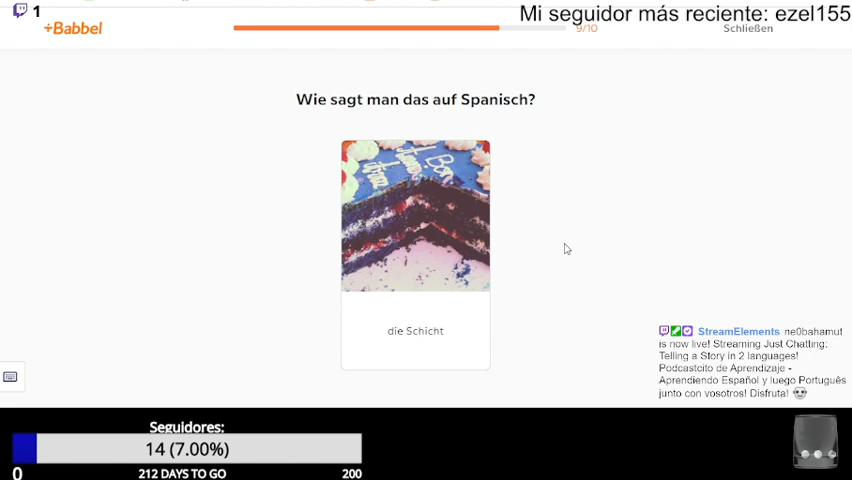 1
Mi seguidor más reciente: ezel155
+Babbel
9/10
Schließen
Wie sagt man das auf Spanisch?
Bon
die Schicht
StreamElements ne0bahamut
is now live! Streaming Just Chatting:
Telling a Story in 2 languages!
Podcastcito de Aprendizaje -
Aprendiendo Español y luego Português
junto con vosotros! Disfruta!
Seguidores:
14 (7.00%)
0
212 DAYS TO GO
200